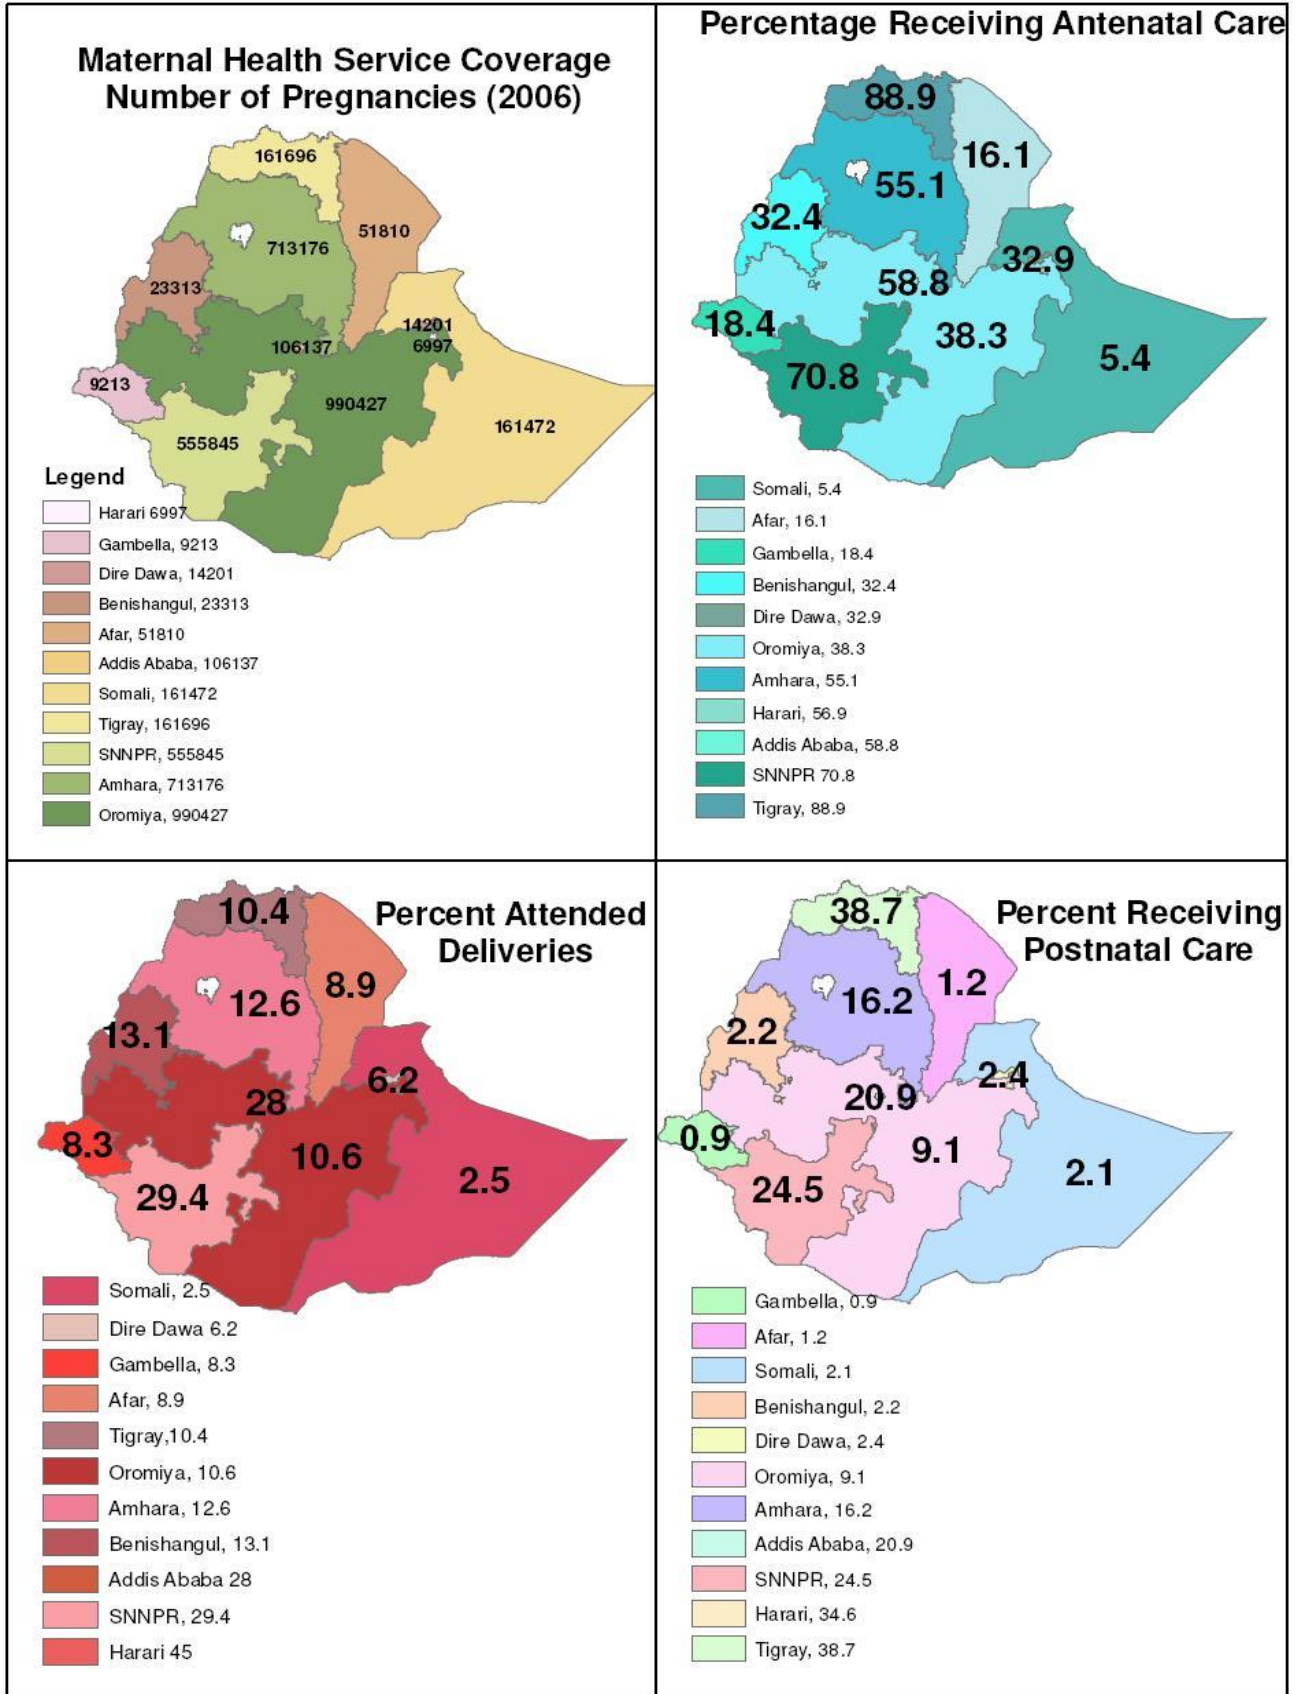 Maternal Health Service Coverage
Number of Pregnancies (2006)
161696
51810
713176
23313
14201
6997
106137
9213
990427
555845
161472
Legend
Harari 6997
Gambella, 9213
Dire Dawa, 14201
Benishangul, 23313
Afar, 51810
Addis Ababa, 106137
Somali, 161472
Tigray, 161696
SNNPR, 555845
Amhara, 713176
Oromiya, 990427
Percentage Receiving Antenatal Care
88.9
16.1
55.1
32.4
32.9
58.8
18.4
38.3
5.4
70.8
Somali, 5.4
Afar, 16.1
Gambella, 18.4
Benishangul, 32.4
Dire Dawa, 32.9
Oromiya, 38.3
Amhara, 55.1
Harari, 56.9
Addis Ababa, 58.8
SNNPR 70.8
Tigray, 88.9
Percent Attended
Deliveries
10.4
8.9
12.6
13.1
6.2
28
8.3
10.6
2.5
29.4
Somali, 2.5
Dire Dawa 6.2
Gambella, 8.3
Afar, 8.9
Tigray,10.4
Oromiya, 10.6
Amhara, 12.6
Benishangul, 13.1
Addis Ababa 28
SNNPR, 29.4
Harari 45
Percent Receiving
Postnatal Care
38.7
1.2
16.2
2.2
2.4
20.9
0.9
9.1
2.1
24.5
Gambella, 0.9
Afar, 1.2
Somali, 2.1
Benishangul, 2.2
Dire Dawa, 2.4
Oromiya, 9.1
Amhara, 16.2
Addis Ababa, 20.9
SNNPR, 24.5
Harari, 34.6
Tigray, 38.7